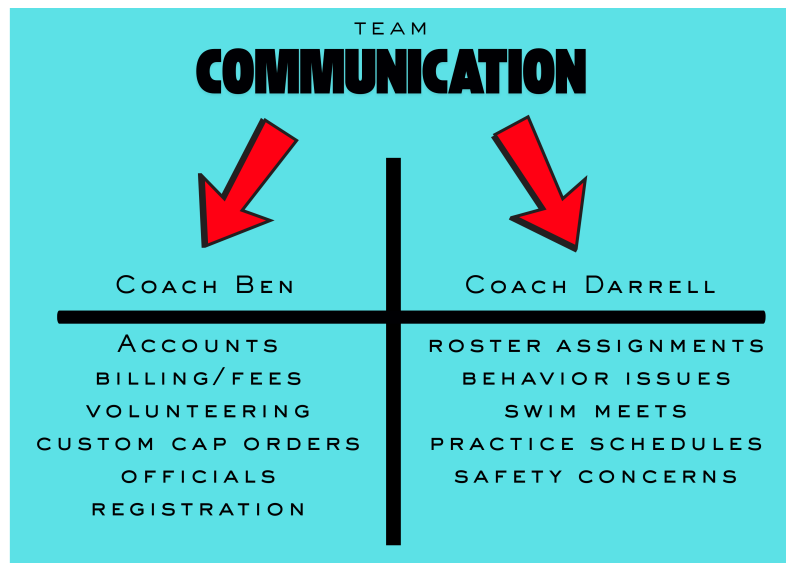 TEAM
COMMUNICATION
Coach Ben
Accounts
billing/fees
volunteering
custom cap orders
officials
registration
Coach Darrell
roster assignments
behavior issues
swim meets
practice schedules
safety concerns